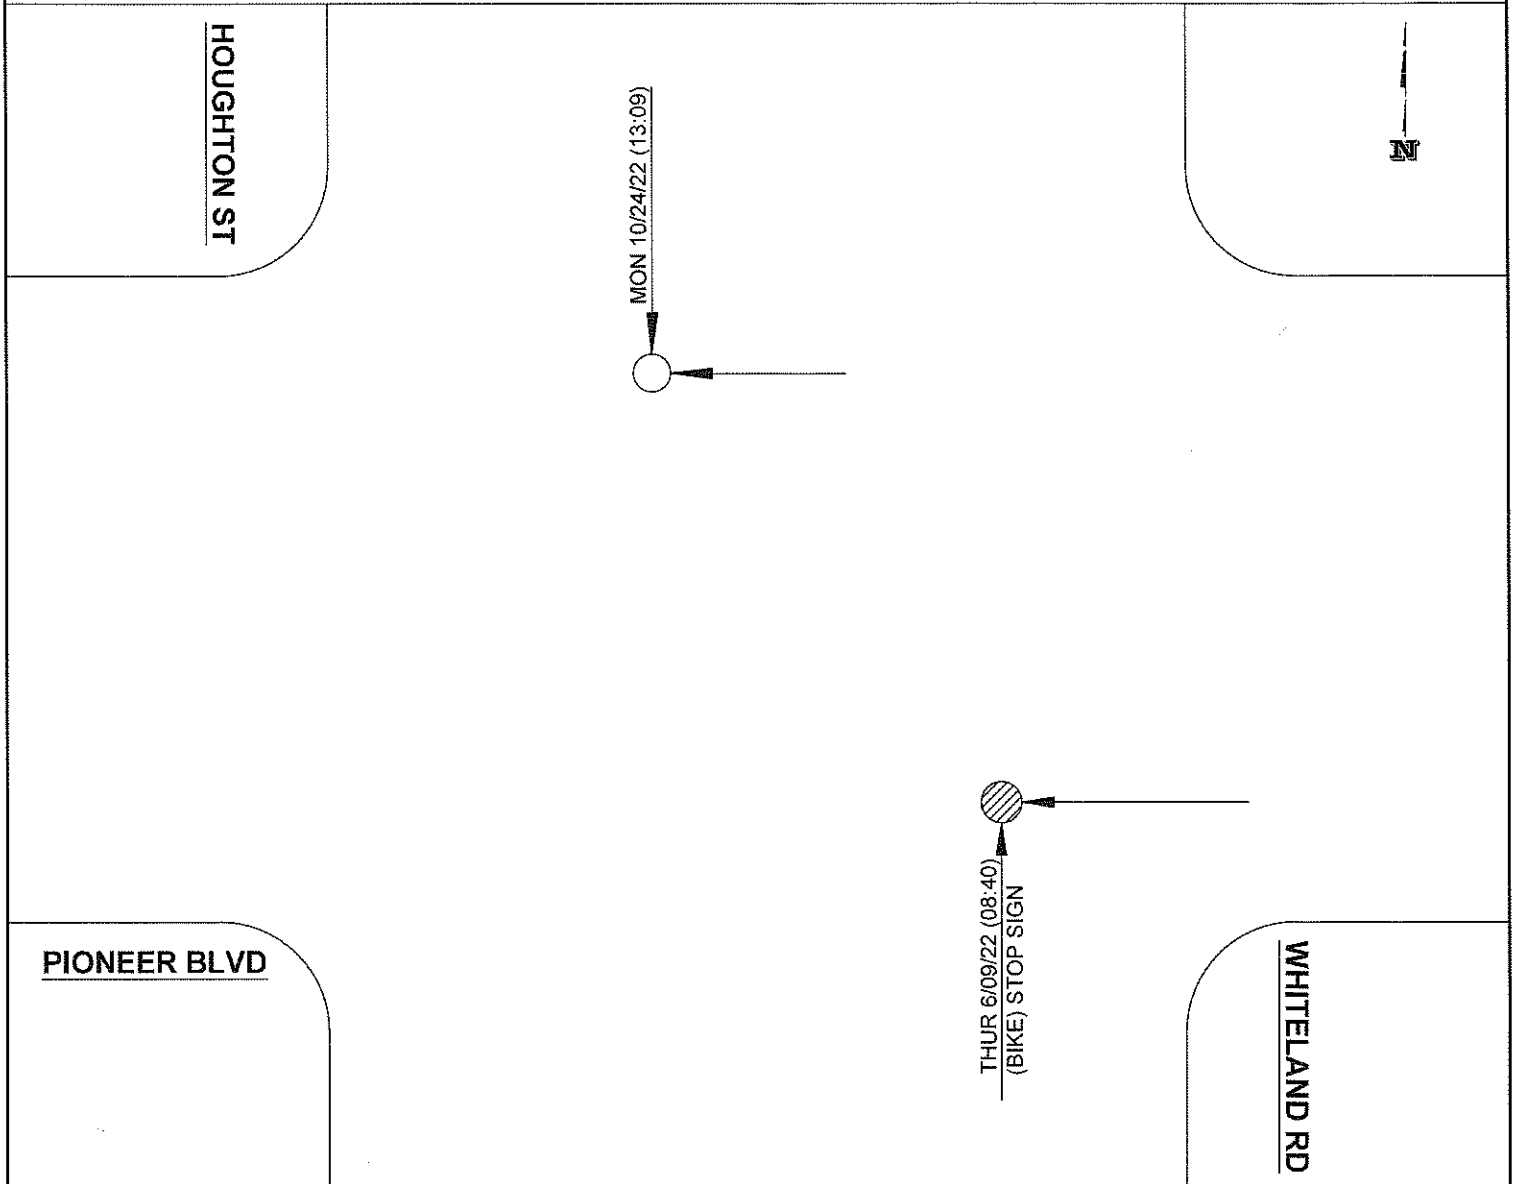 HOUGHTON ST
MON 10/24/22 (13:09)
N
THUR 6/09/22 (08:40)
(BIKE) STOP SIGN
PIONEER BLVD
WHITELAND RD